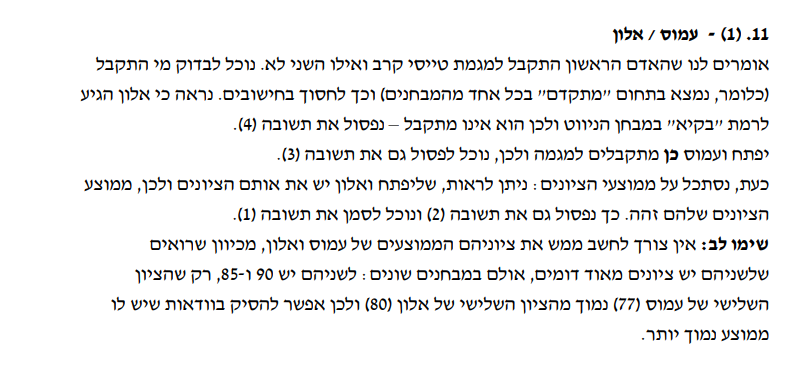 11. (1) - עמוס / אלון
אומרים לנו שהאדם הראשון התקבל למגמת טייסי קרב ואילו השני לא. נוכל לבדוק מי התקבל
(כלומר, נמצא בתחום "מתקדם" בכל אחד מהמבחנים) וכך לחסוך בחישובים. נראה כי אלון הגיע
לרמת "בקיא" במבחן הניווט ולכן הוא אינו מתקבל – נפסול את תשובה (4).
יפתח ועמוס כן מתקבלים למגמה ולכן, נוכל לפסול גם את תשובה (3).
כעת, נסתכל על ממוצעי הציונים: ניתן לראות, שליפתח ואלון יש את אותם הציונים ולכן, ממוצע
הציונים שלהם זהה. כך נפסול גם את תשובה (2) ונוכל לסמן את תשובה (1).
שימו לב: אין צורך לחשב ממש את ציוניהם הממוצעים של עמוס ואלון, מכיוון שרואים
שלשניהם יש ציונים מאוד דומים, אולם במבחנים שונים: לשניהם יש 90 ו-85, רק שהציון
השלישי של עמוס (77) נמוך מהציון השלישי של אלון (80) ולכן אפשר להסיק בוודאות שיש לו
ממוצע נמוך יותר.